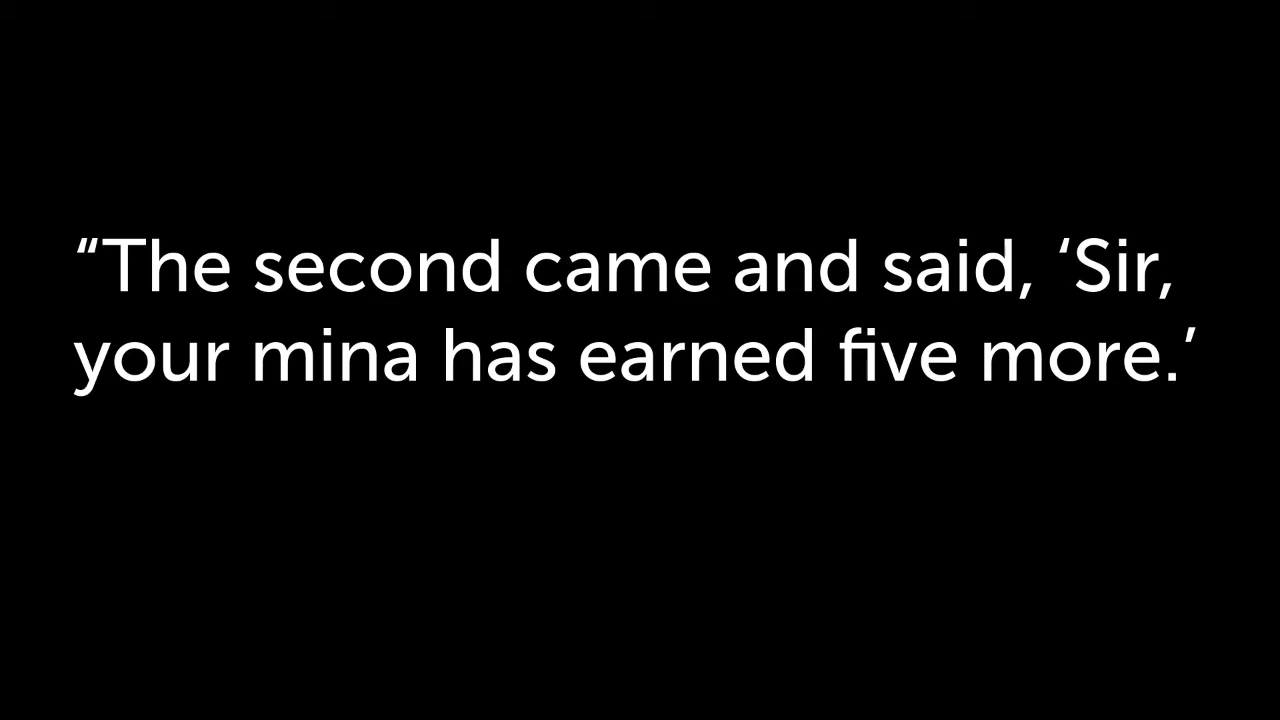 “The second came and said, ‘Sir,
your mina has earned five more.’